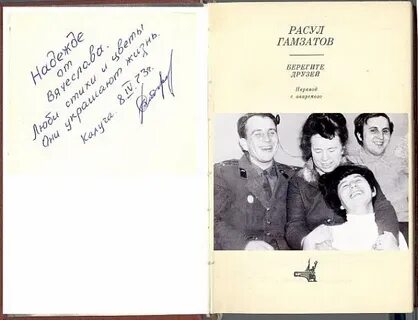 Надежде
от
Вячеслава.
Люби стихи и цветы
Они украшают жизнь.
Калуга 8.IV.73г.
РАСУЛ
ГАМЗАТОВ
БЕРЕГИТЕ
ДРУЗЕЙ
Перевод
с аварского